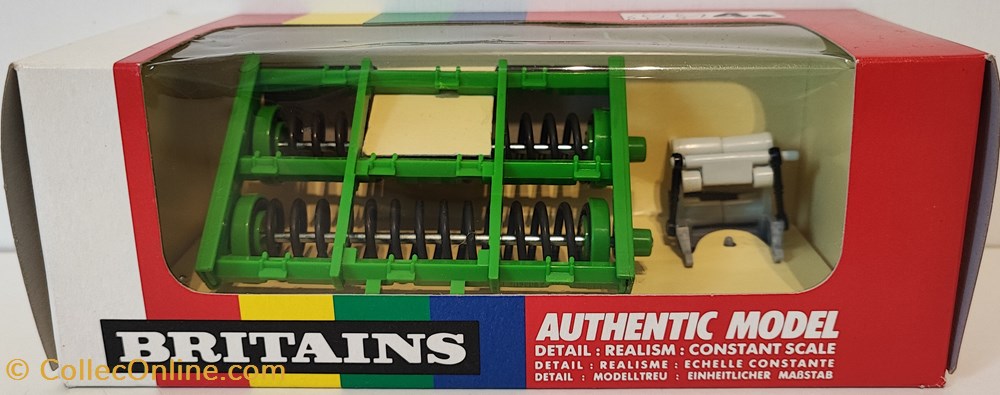 BRITAINS
AUTHENTIC MODEL
DETAIL : REALISM : CONSTANT SCALE
DETAIL : REALISME : ECHELLE CONSTANTE
DETAIL : MODELLTREU : EINHEITLICHER MAßSTAB
© CollecOnline.com